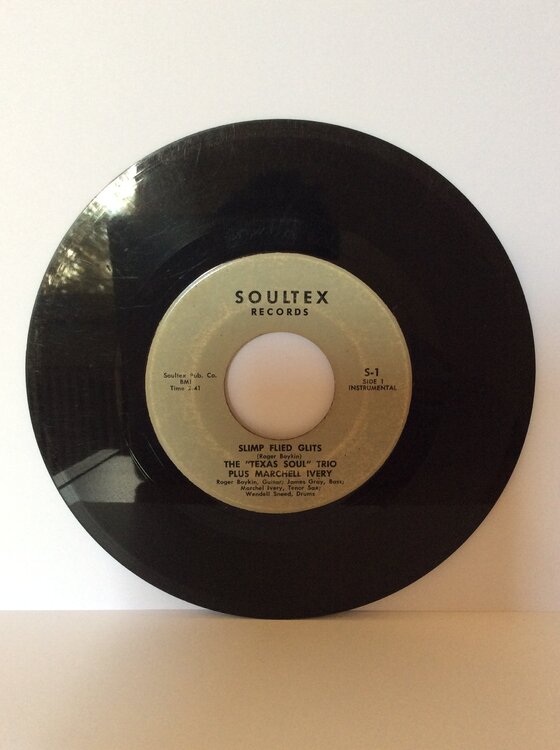 SOULTEX
RECORDS
Soultex Pub. Co.
BMI
Time 2:41
S-1
SIDE 1
INSTRUMENTAL
SLIMP FLIED GLITS
(Roger Boykin)
THE "TEXAS SOUL" TRIO
PLUS MARCHELL IVERY
Roger Boykin, Guitar; James Gray, Bass;
Marchel Ivery, Tenor Sax;
Wendell Sneed, Drums